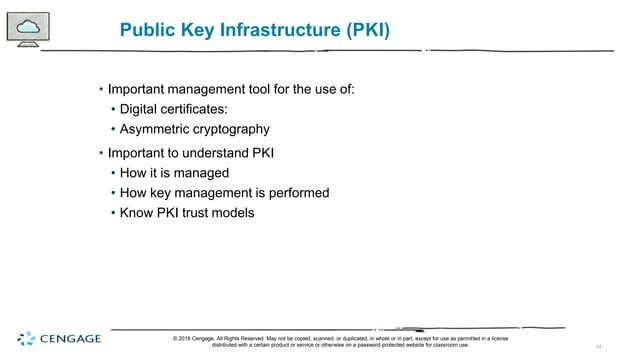 Public Key Infrastructure (PKI)
• Important management tool for the use of:
• Digital certificates:
• Asymmetric cryptography
• Important to understand PKI
• How it is managed
• How key management is performed
• Know PKI trust models
CENGAGE
© 2018 Cengage. All Rights Reserved. May not be copied, scanned, or duplicated, in whole or in part, except for use as permitted in a license
distributed with a certain product or service or otherwise on a password-protected website for classroom use.